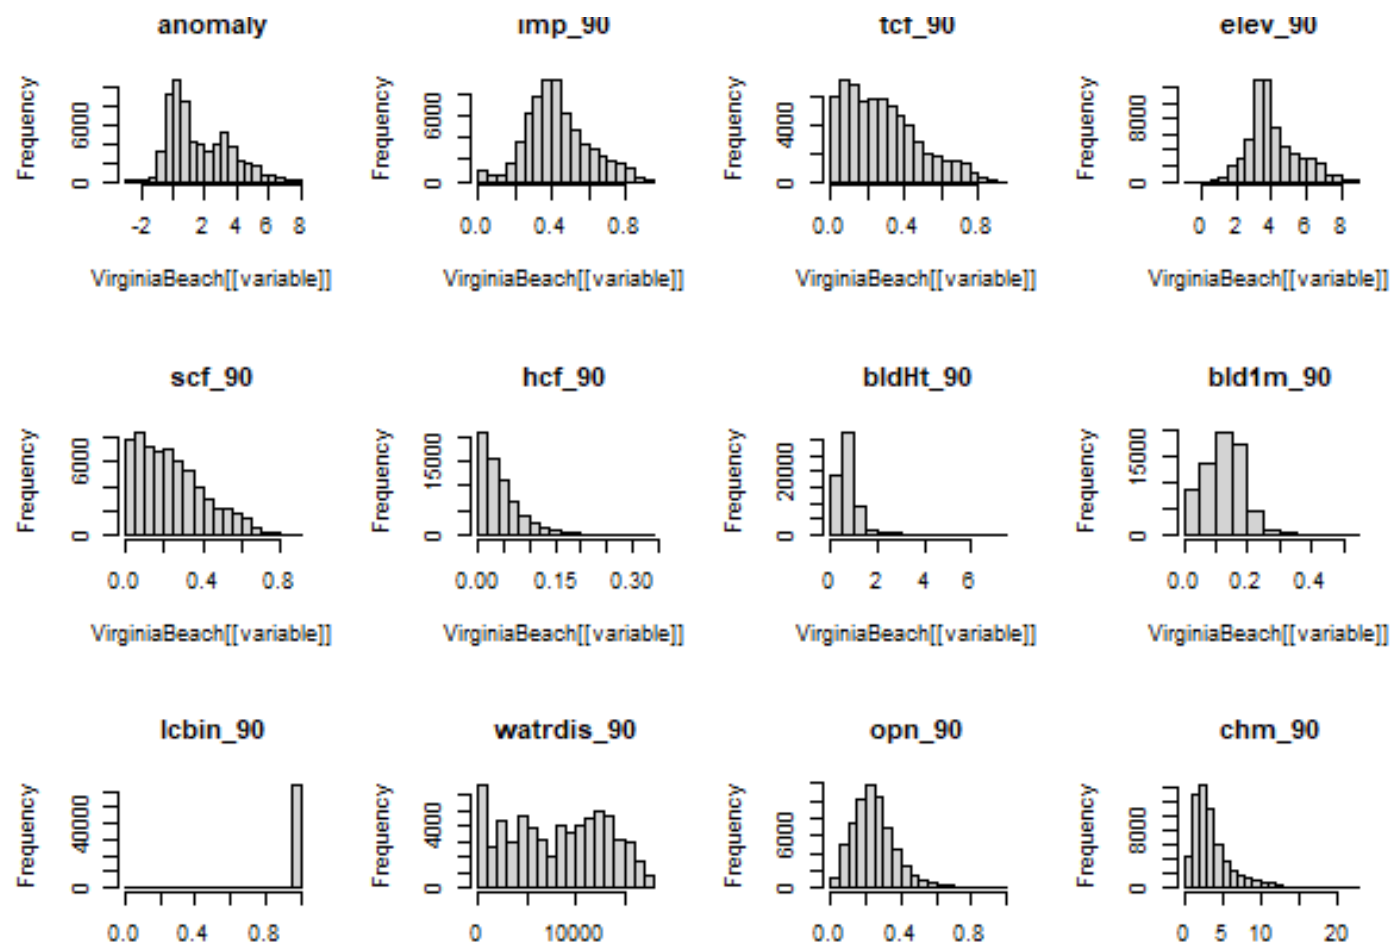 anomaly imp_90 tcf_90 elev_90
Frequency 0 6000 Frequency 0 6000 Frequency 0 4000 Frequency 0 8000
-2 2 4 6 8 0.0 0.4 0.8 0.0 0.4 0.8 0 2 4 6 8
VirginiaBeach[[variable]] VirginiaBeach[[variable]] VirginiaBeach[[variable]] VirginiaBeach[[variable]]
scf_90 hcf_90 bldHt_90 bld1m_90
Frequency 0 6000 Frequency 0 15000 Frequency 0 20000 Frequency 0 15000
0.0 0.4 0.8 0.00 0.15 0.30 0 2 4 6 0.0 0.2 0.4
VirginiaBeach[[variable]] VirginiaBeach[[variable]] VirginiaBeach[[variable]] VirginiaBeach[[variable]]
lcbin_90 watrdis_90 opn_90 chm_90
Frequency 0 40000 Frequency 0 4000 Frequency 0 6000 Frequency 0 8000
0.0 0.4 0.8 0 10000 0.0 0.4 0.8 0 5 10 20